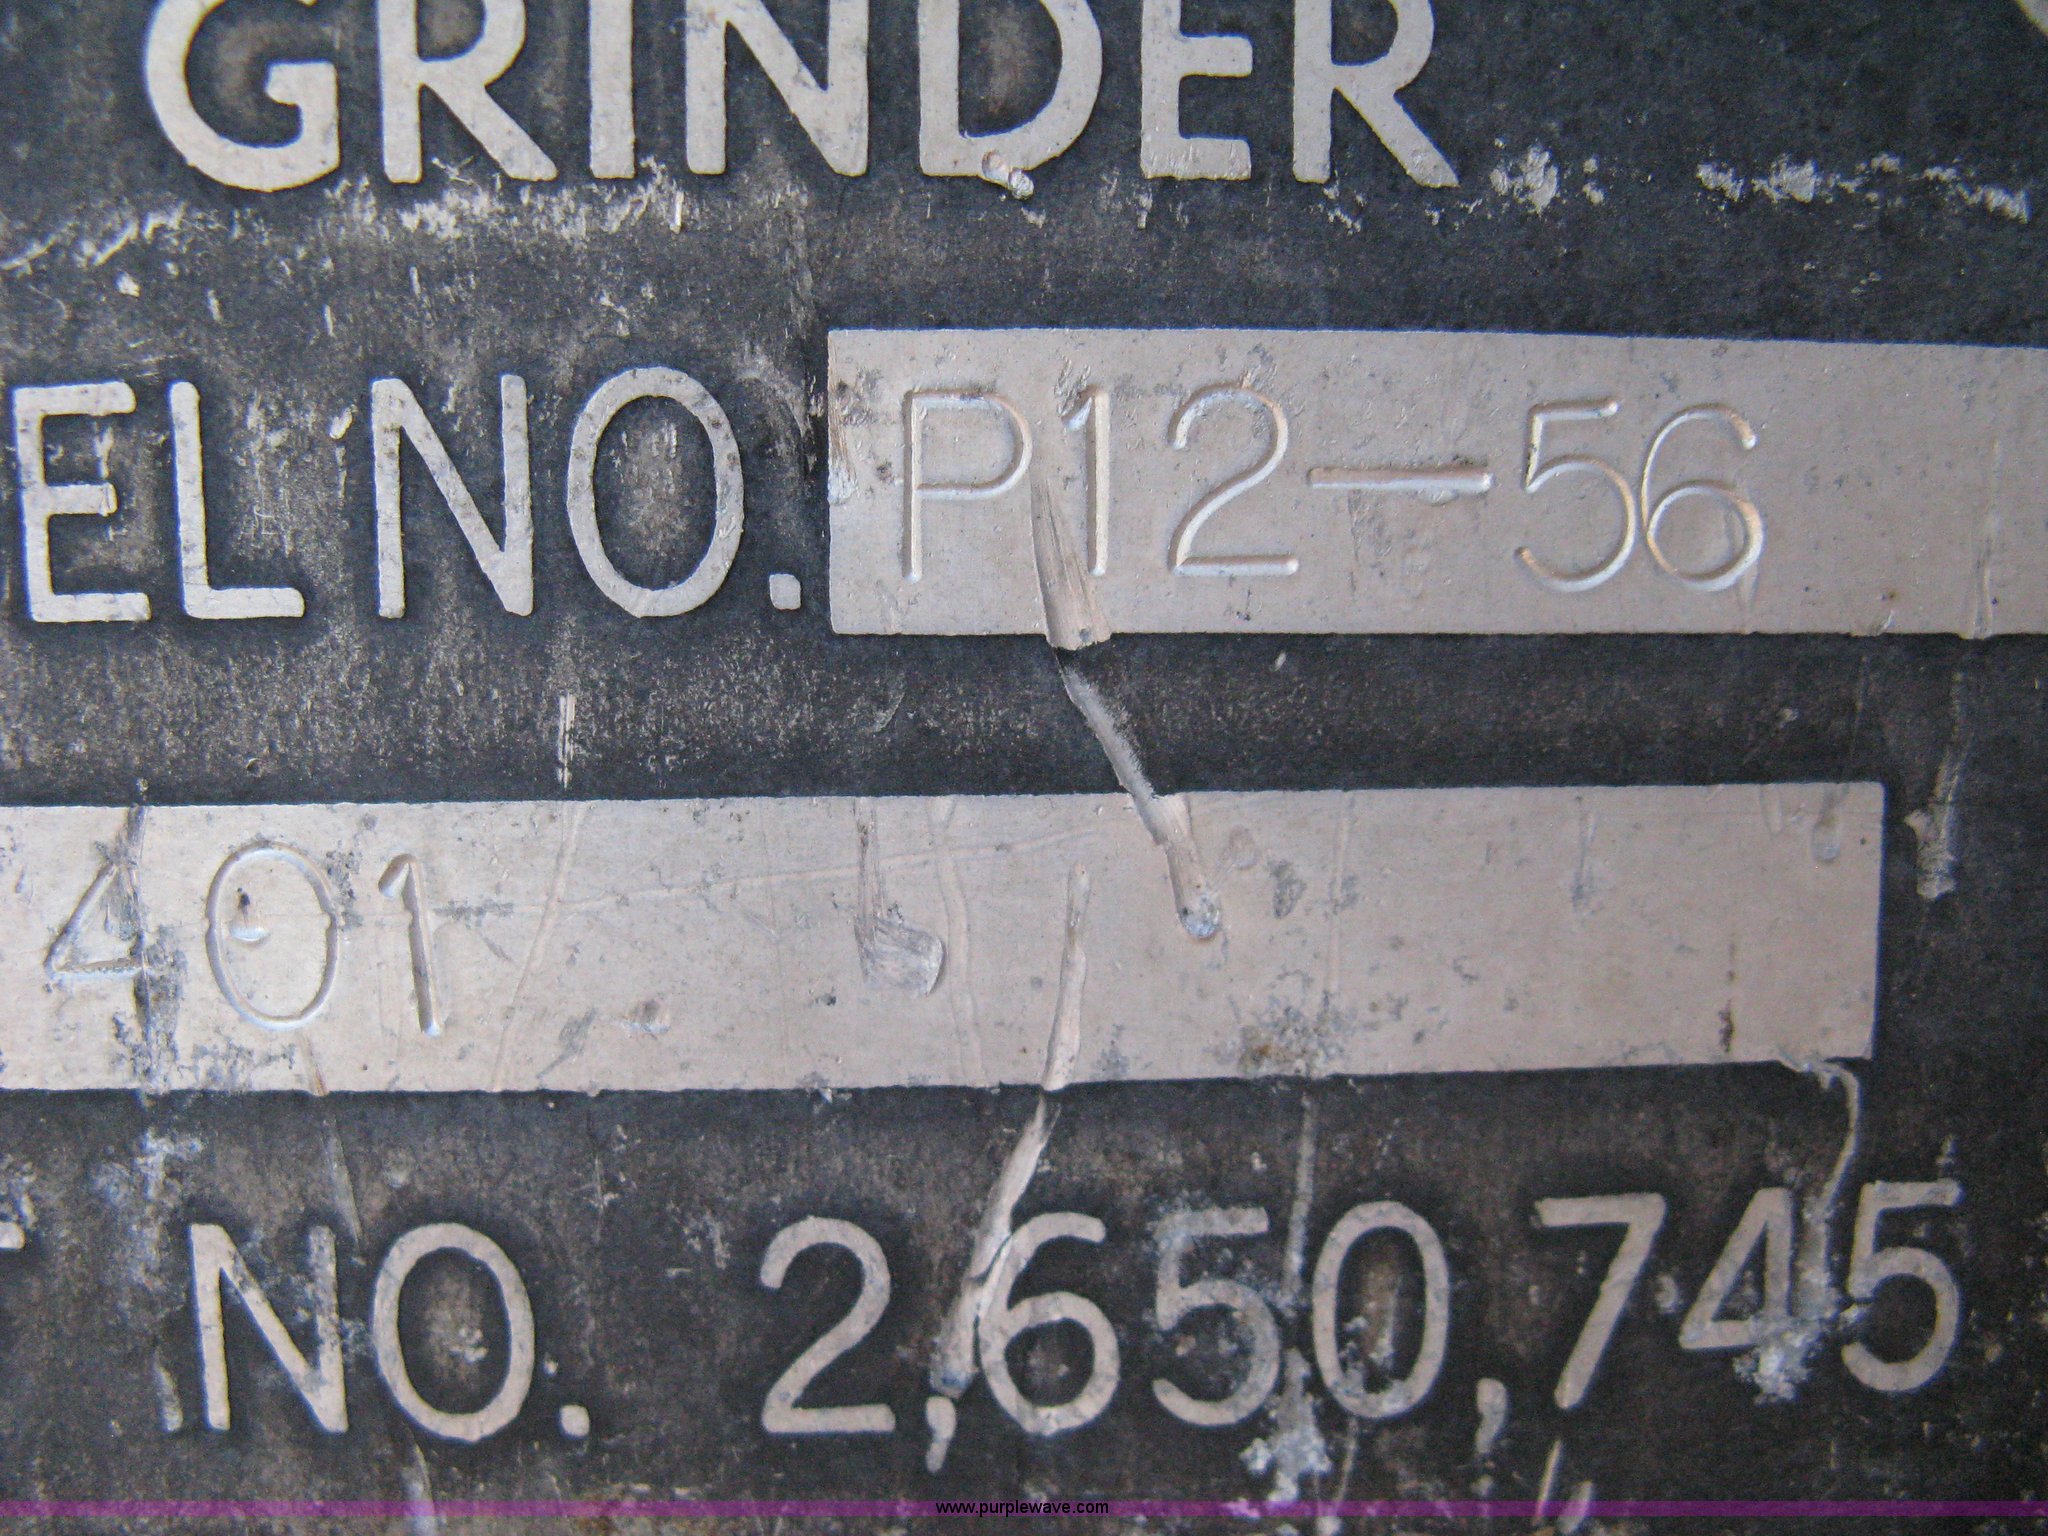 GRINDER
EL NO. P12-56
401
NO. 2,650,745
www.purplewave.com